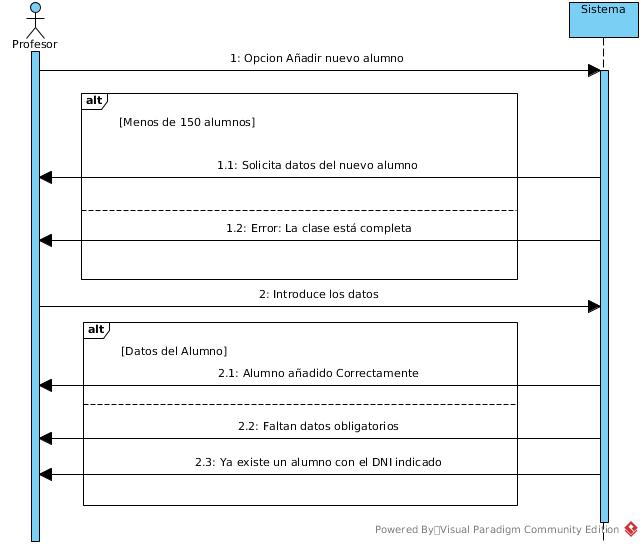 Profesor
Sistema
1: Opcion Añadir nuevo alumno
alt
[Menos de 150 alumnos]
1.1: Solicita datos del nuevo alumno
1.2: Error: La clase está completa
2: Introduce los datos
alt
[Datos del Alumno]
2.1: Alumno añadido Correctamente
2.2: Faltan datos obligatorios
2.3: Ya existe un alumno con el DNI indicado
Powered By Visual Paradigm Community Edition